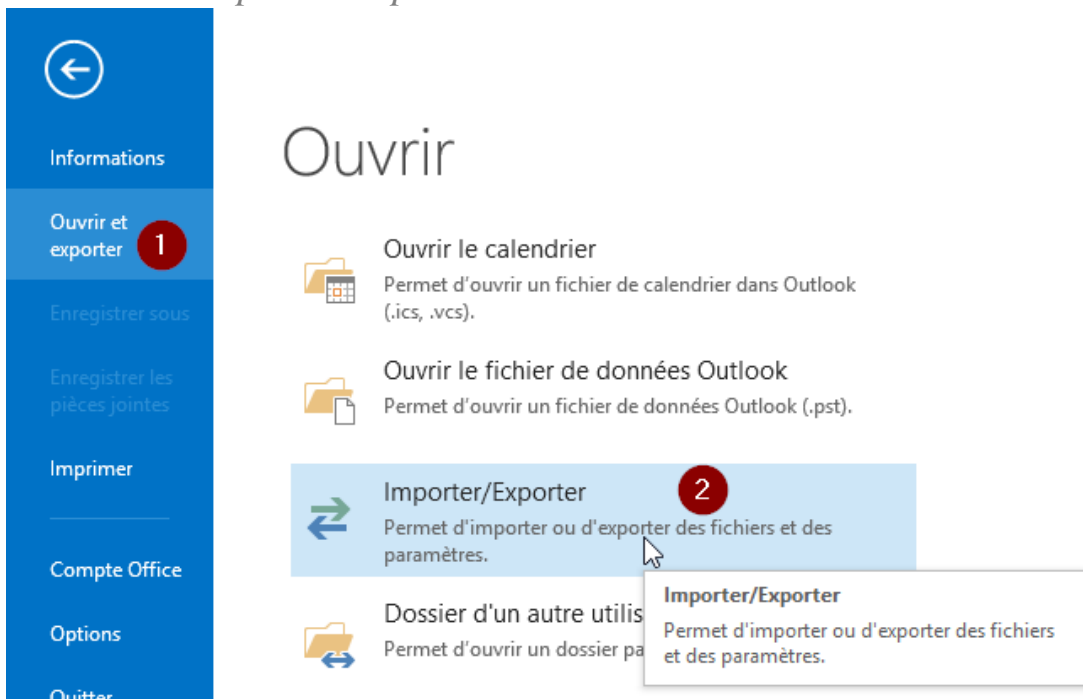 Informations
Ouvrir et
exporter
1
Enregistrer sous
Enregistrer les
pièces jointes
Imprimer
Compte Office
Options
Quitter
Ouvrir
Ouvrir le calendrier
Permet d'ouvrir un fichier de calendrier dans Outlook
(.ics, .vcs).
Ouvrir le fichier de données Outlook
Permet d'ouvrir un fichier de données Outlook (.pst).
Importer/Exporter
2
Permet d'importer ou d'exporter des fichiers et des
paramètres.
Dossier d'un autre utilis
Permet d'ouvrir un dossier pa
Importer/Exporter
Permet d'importer ou d'exporter des fichiers
et des paramètres.